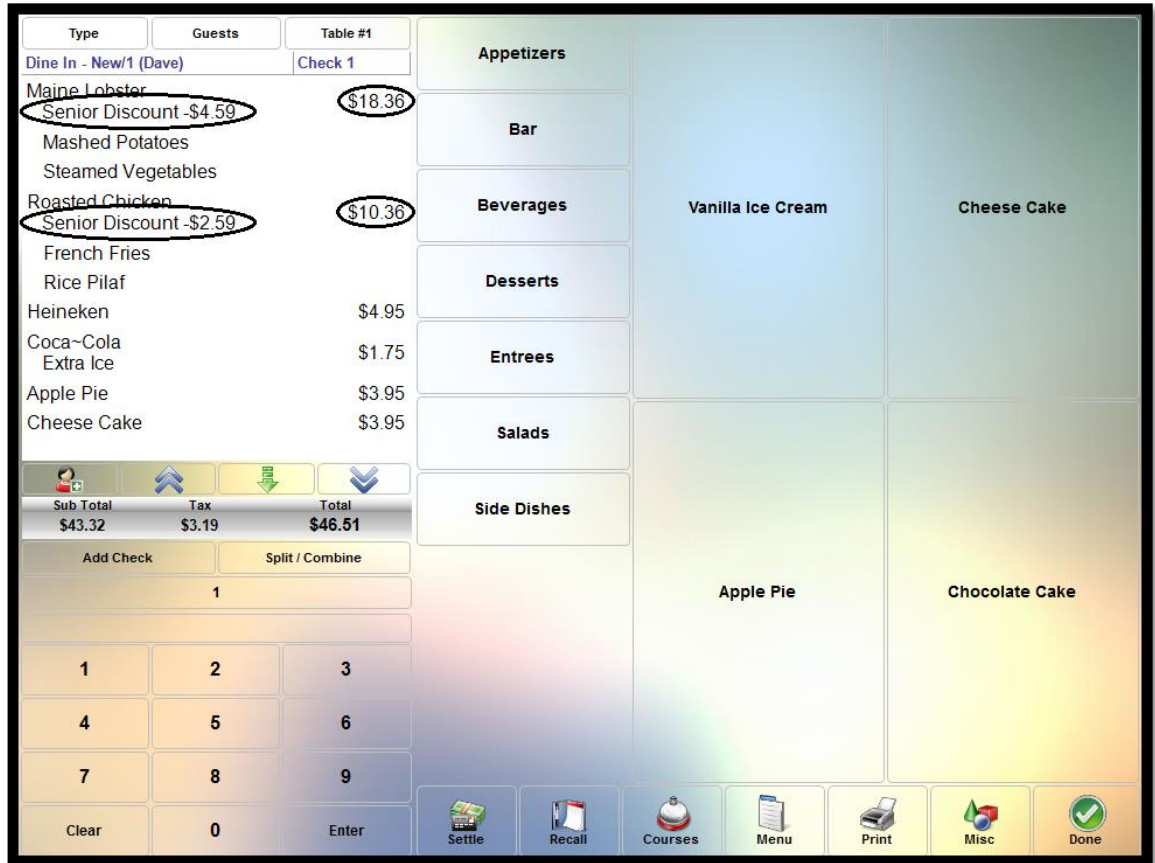 Type Guests Table #1
Dine In - New/1 (Dave) Check 1
Maine Lobster
Senior Discount -$4.59 $18.36
Mashed Potatoes
Steamed Vegetables
Roasted Chicken
Senior Discount -$2.59 $10.36
French Fries
Rice Pilaf
Heineken $4.95
Coca~Cola
Extra Ice $1.75
Apple Pie $3.95
Cheese Cake $3.95
Sub Total Tax Total
$43.32 $3.19 $46.51
Add Check Split / Combine
1
1 2 3
4 5 6
7 8 9
Clear 0 Enter
Appetizers
Bar
Beverages
Desserts
Entrees
Salads
Side Dishes
Vanilla Ice Cream Cheese Cake
Apple Pie Chocolate Cake
Settle Recall Courses Menu Print Misc Done